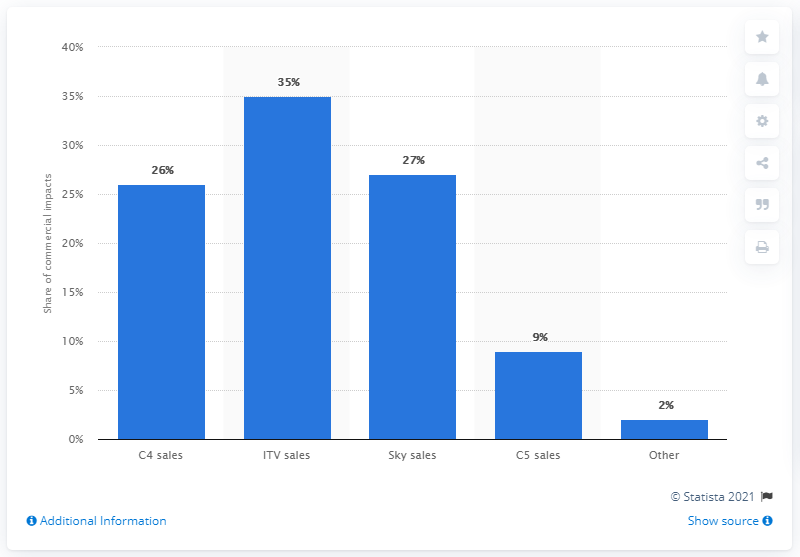 40%
35%
30%
25%
20%
15%
10%
5%
0%
Share of commercial impacts
26%
35%
27%
9%
2%
C4 sales
ITV sales
Sky sales
C5 sales
Other
© Statista 2021
Additional Information
Show source